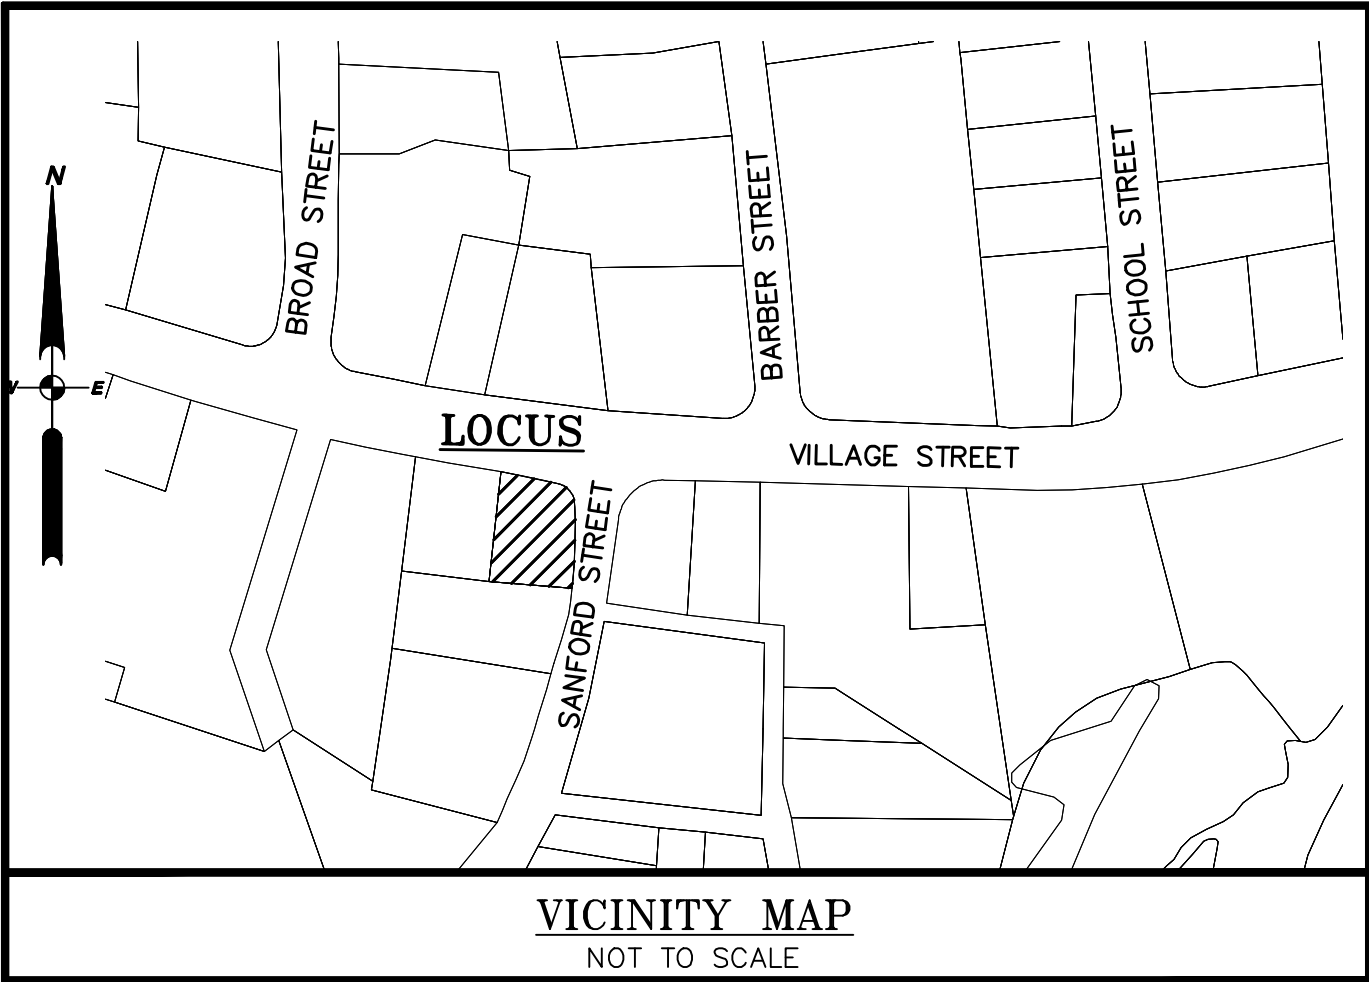 N
E
BROAD STREET
BARBER STREET
SCHOOL STREET
LOCUS
VILLAGE STREET
SANFORD STREET
VICINITY MAP
NOT TO SCALE